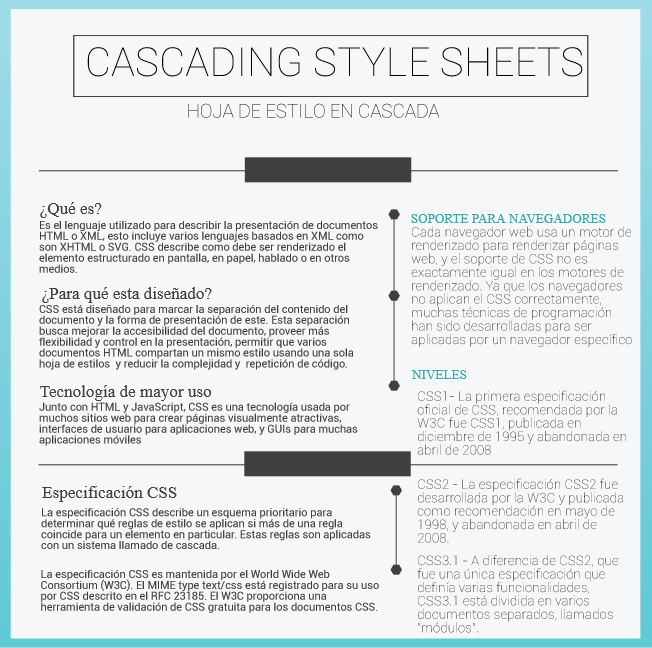 CASCADING STYLE SHEETS
HOJA DE ESTILO EN CASCADA
¿Qué es?
Es el lenguaje utilizado para describir la presentación de documentos
HTML o XML, esto incluye varios lenguajes basados en XML como
son XHTML o SVG. CSS describe como debe ser renderizado el
elemento estructurado en pantalla, en papel, hablado o en otros
medios.
¿Para qué esta diseñado?
CSS está diseñado para marcar la separación del contenido del
documento y la forma de presentación de este. Esta separación
busca mejorar la accesibilidad del documento, proveer más
flexibilidad y control en la presentación, permitir que varios
documentos HTML compartan un mismo estilo usando una sola
hoja de estilos y reducir la complejidad y repetición de código.
Tecnología de mayor uso
Junto con HTML y JavaScript, CSS es una tecnología usada por
muchos sitios web para crear páginas visualmente atractivas,
interfaces de usuario para aplicaciones web, y GUIs para muchas
aplicaciones móviles
SOPORTE PARA NAVEGADORES
Cada navegador web usa un motor de
renderizado para renderizar páginas
web, y el soporte de CSS no es
exactamente igual en los motores de
renderizado. Ya que los navegadores
no aplican el CSS correctamente,
muchas técnicas de programación
han sido desarrolladas para ser
aplicadas por un navegador específico
NIVELES
CSS1- La primera especificación
oficial de CSS, recomendada por la
W3C fue CSS1, publicada en
diciembre de 1995 y abandonada en
abril de 2008
Especificación CSS
La especificación CSS describe un esquema prioritario para
determinar qué reglas de estilo se aplican si más de una regla
coincide para un elemento en particular. Estas reglas son aplicadas
con un sistema llamado de cascada.
La especificación CSS es mantenida por el World Wide Web
Consortium (W3C). El MIME type text/css está registrado para su uso
por CSS descrito en el RFC 23185. El W3C proporciona una
herramienta de validación de CSS gratuita para los documentos CSS.
CSS2 - La especificación CSS2 fue
desarrollada por la W3C y publicada
como recomendación en mayo de
1998, y abandonada en abril de
2008.
CSS3.1 - A diferencia de CSS2, que
fue una única especificación que
definía varias funcionalidades,
CSS3.1 está dividida en varios
documentos separados, llamados
"módulos".